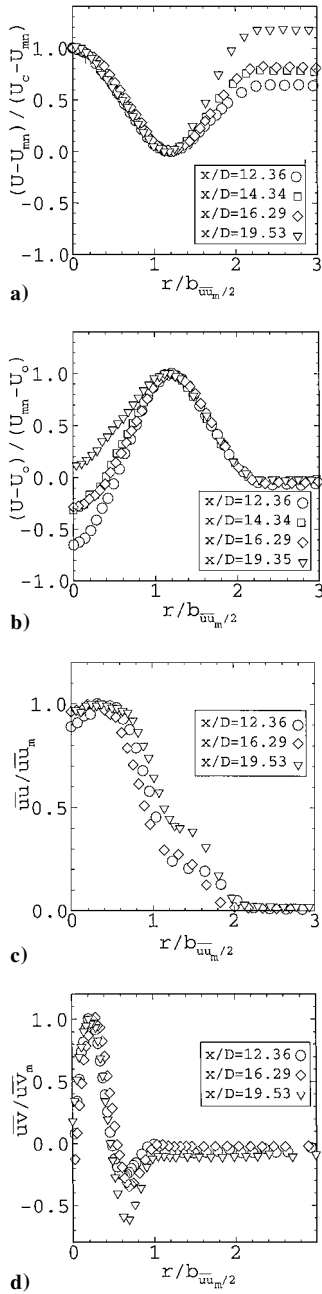 (U-U_mn)/(U_c-U_mn)
1.0
0.5
0.0
-0.5
-1.0
x/D=12.36
x/D=14.34
x/D=16.29
x/D=19.53
0 1 2 3
r/b_uu_m/2
a)
(U-U_o)/(U_mn-U_o)
1.0
0.5
0.0
-0.5
-1.0
x/D=12.36
x/D=14.34
x/D=16.29
x/D=19.35
0 1 2 3
r/b_uu_m/2
b)
uu/uu_m
1.0
0.5
0.0
x/D=12.36
x/D=16.29
x/D=19.53
0 1 2 3
r/b_uu_m/2
c)
uv/uv_m
1.0
0.5
0.0
-0.5
x/D=12.36
x/D=16.29
x/D=19.53
0 1 2 3
r/b_uu_m/2
d)